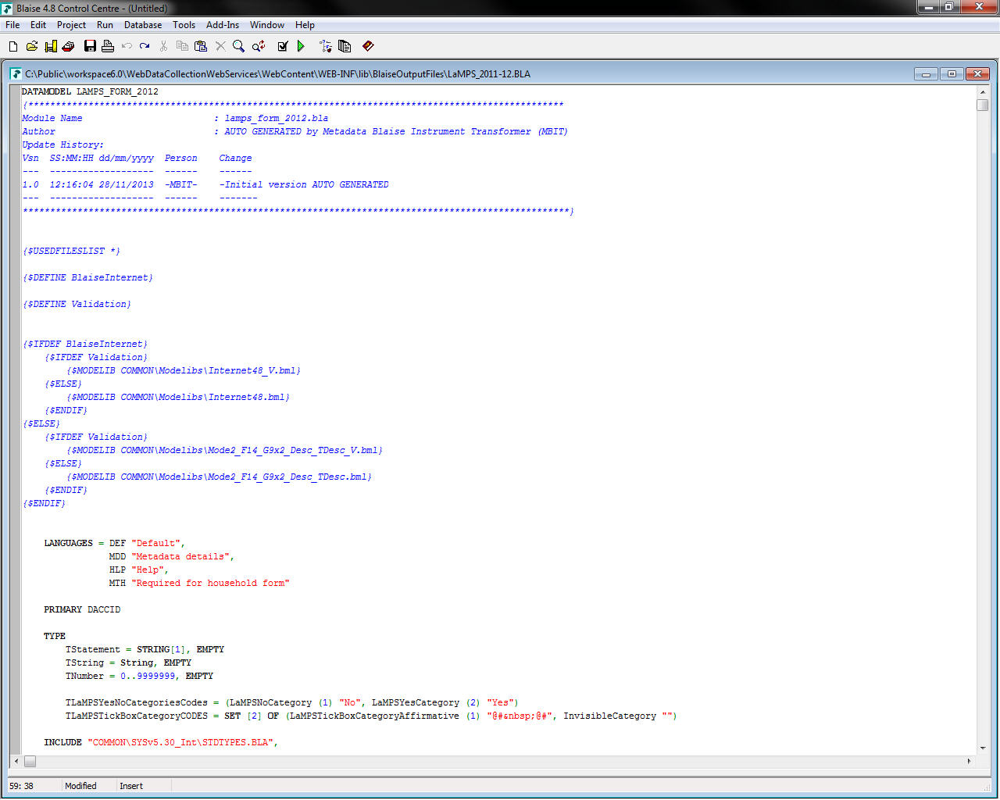 Blaise 4.8 Control Centre - (Untitled)
File Edit Project Run Database Tools Add-Ins Window Help
C:\Public\workspace6.0\WebDataCollectionWebServices\WebContent\WEB-INF\lib\BlaiseOutputFiles\LaMPS_2011-12.BLA
DATAMODEL LAMPS_FORM_2012
{**************************************************************************************************
Module Name                        : lamps_form_2012.bla
Author                             : AUTO GENERATED by Metadata Blaise Instrument Transformer (MBIT)
Update History:
Vsn  SS:MM:HH dd/mm/yyyy  Person    Change
---  -------------------  ------    ------
1.0  12:16:04 28/11/2013  -MBIT-    -Initial version AUTO GENERATED
---  -------------------  ------    -------
****************************************************************************************************}
{$USEDFILESLIST *}
{$DEFINE BlaiseInternet}
{$DEFINE Validation}
{$IFDEF BlaiseInternet}
    {$IFDEF Validation}
        {$MODELIB COMMON\Modelibs\Internet48_V.bml}
    {$ELSE}
        {$MODELIB COMMON\Modelibs\Internet48.bml}
    {$ENDIF}
{$ELSE}
    {$IFDEF Validation}
        {$MODELIB COMMON\Modelibs\Mode2_F14_G9x2_Desc_TDesc_V.bml}
    {$ELSE}
        {$MODELIB COMMON\Modelibs\Mode2_F14_G9x2_Desc_TDesc.bml}
    {$ENDIF}
{$ENDIF}
    LANGUAGES = DEF "Default",
                MDD "Metadata details",
                HLP "Help",
                MTH "Required for household form"
    PRIMARY DACCID
    TYPE
        TStatement = STRING[1], EMPTY
        TString = String, EMPTY
        TNumber = 0..9999999, EMPTY
        TLaMPSYesNoCategoriesCodes = (LaMPSNoCategory (1) "No", LaMPSYesCategory (2) "Yes")
        TLaMPSTickBoxCategoryCODES = SET [2] OF (LaMPSTickBoxCategoryAffirmative (1) "@#&nbsp;@#", InvisibleCategory "")
    INCLUDE "COMMON\SYSv5.30_Int\STDTYPES.BLA",
59: 38 Modified Insert